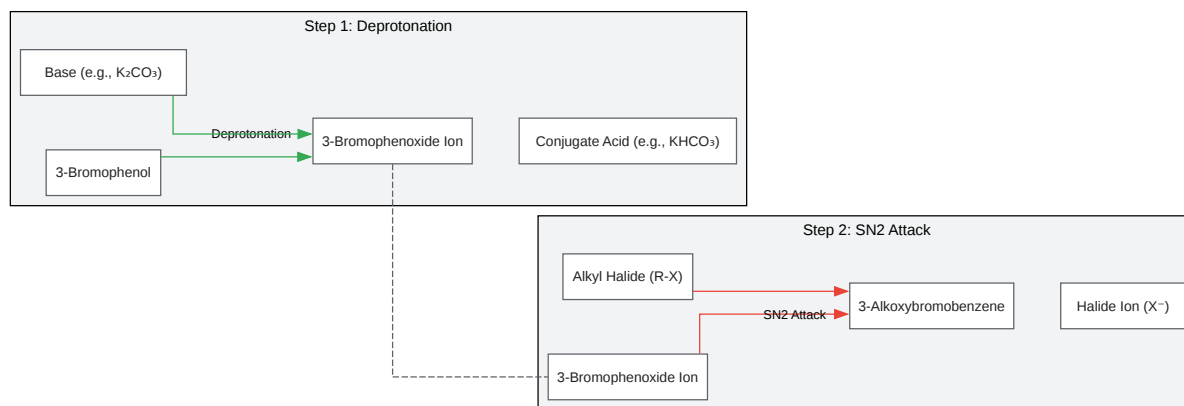 Step 1: Deprotonation
Base (e.g., K₂CO₃)
Deprotonation
3-Bromophenoxide Ion
Conjugate Acid (e.g., KHCO₃)
3-Bromophenol
Step 2: SN2 Attack
Alkyl Halide (R-X)
3-Alkoxybromobenzene
Halide Ion (X⁻)
SN2 Attack
3-Bromophenoxide Ion